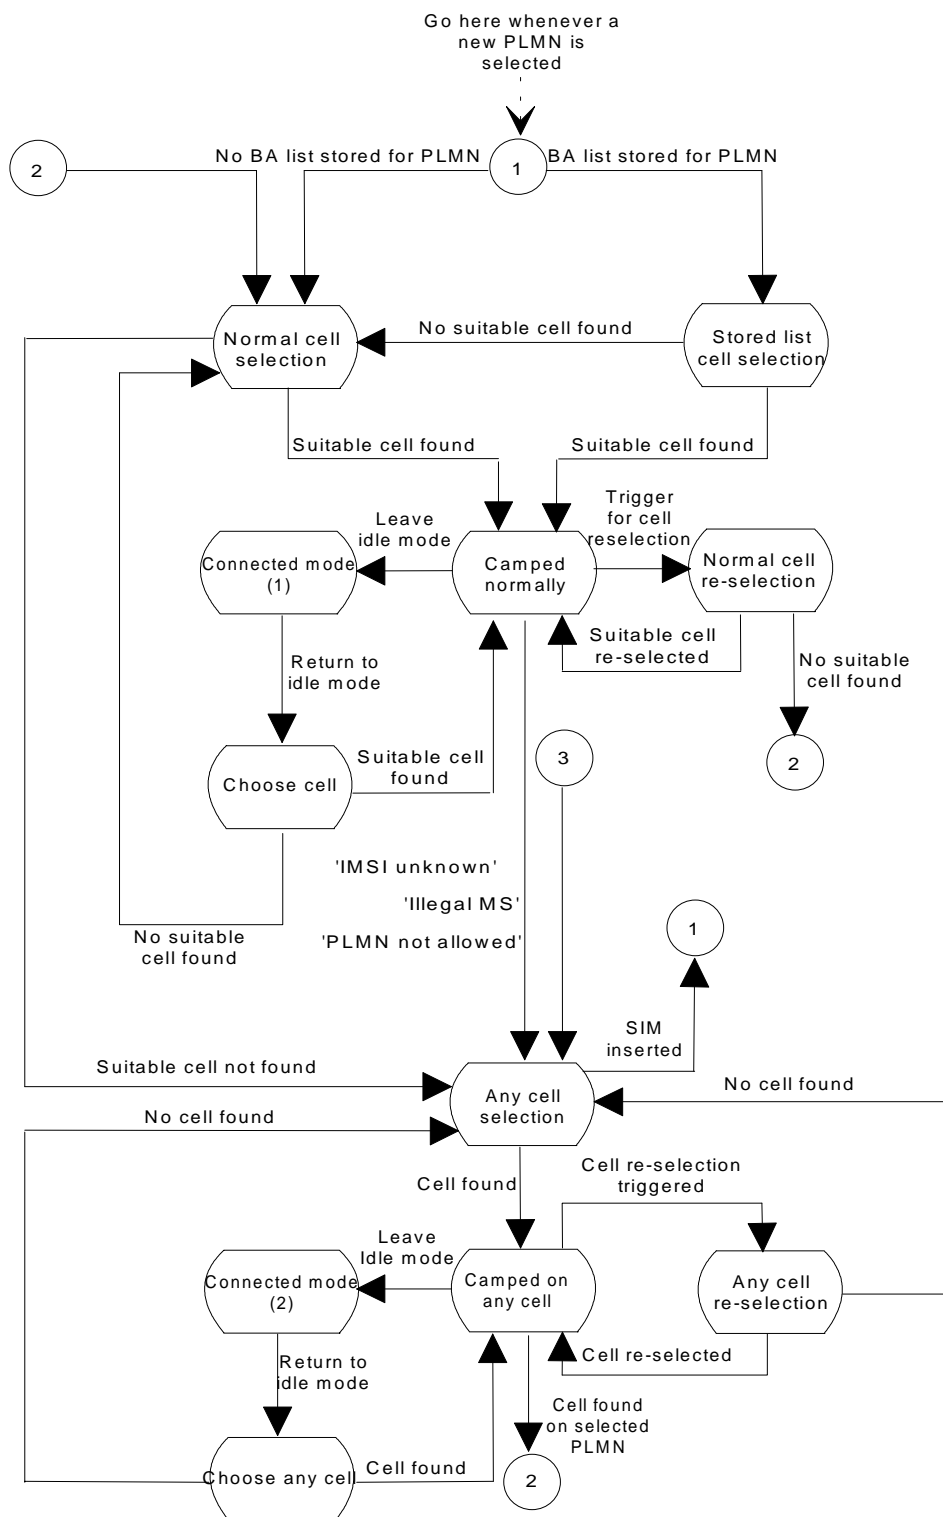 Go here whenever a
new PLMN is
selected
No BA list stored for PLMN
1
BA list stored for PLMN
2
Normal cell
selection
No suitable cell found
Stored list
cell selection
Suitable cell found
Suitable cell found
Trigger
for cell
reselection
Leave
idle mode
Connected mode
(1)
Camped
normally
Normal cell
re-selection
Suitable cell
re-selected
No suitable
cell found
Return to
idle mode
Choose cell
Suitable cell
found
3
2
'IMSI unknown'
'Illegal MS'
'PLMN not allowed'
No suitable
cell found
1
SIM
inserted
Suitable cell not found
Any cell
selection
No cell found
No cell found
Cell found
Cell re-selection
triggered
Leave
Idle mode
Connected mode
(2)
Camped on
any cell
Any cell
re-selection
Cell re-selected
Return to
idle mode
Cell found
on selected
PLMN
Choose any cell
Cell found
2